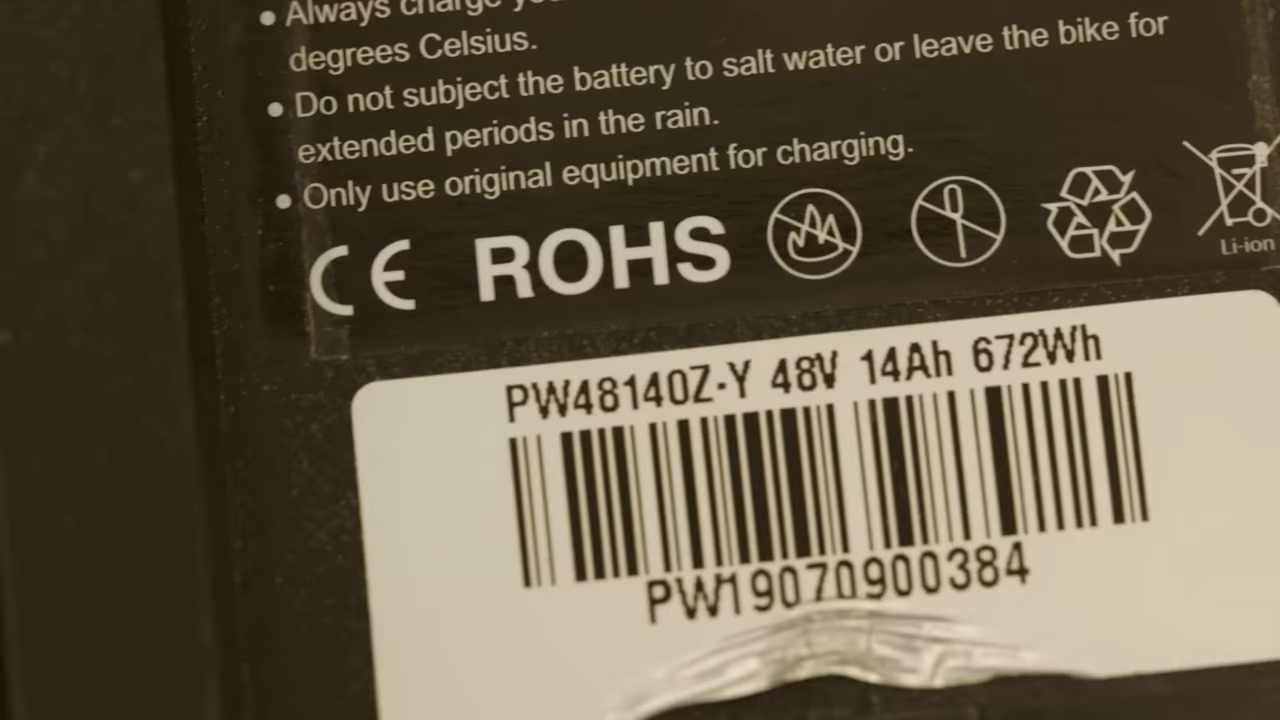 • Always charge
degrees Celsius.
• Do not subject the battery to salt water or leave the bike for
extended periods in the rain.
• Only use original equipment for charging.
CE ROHS
Li-ion
PW48140Z-Y 48V 14Ah 672Wh
PW19070900384